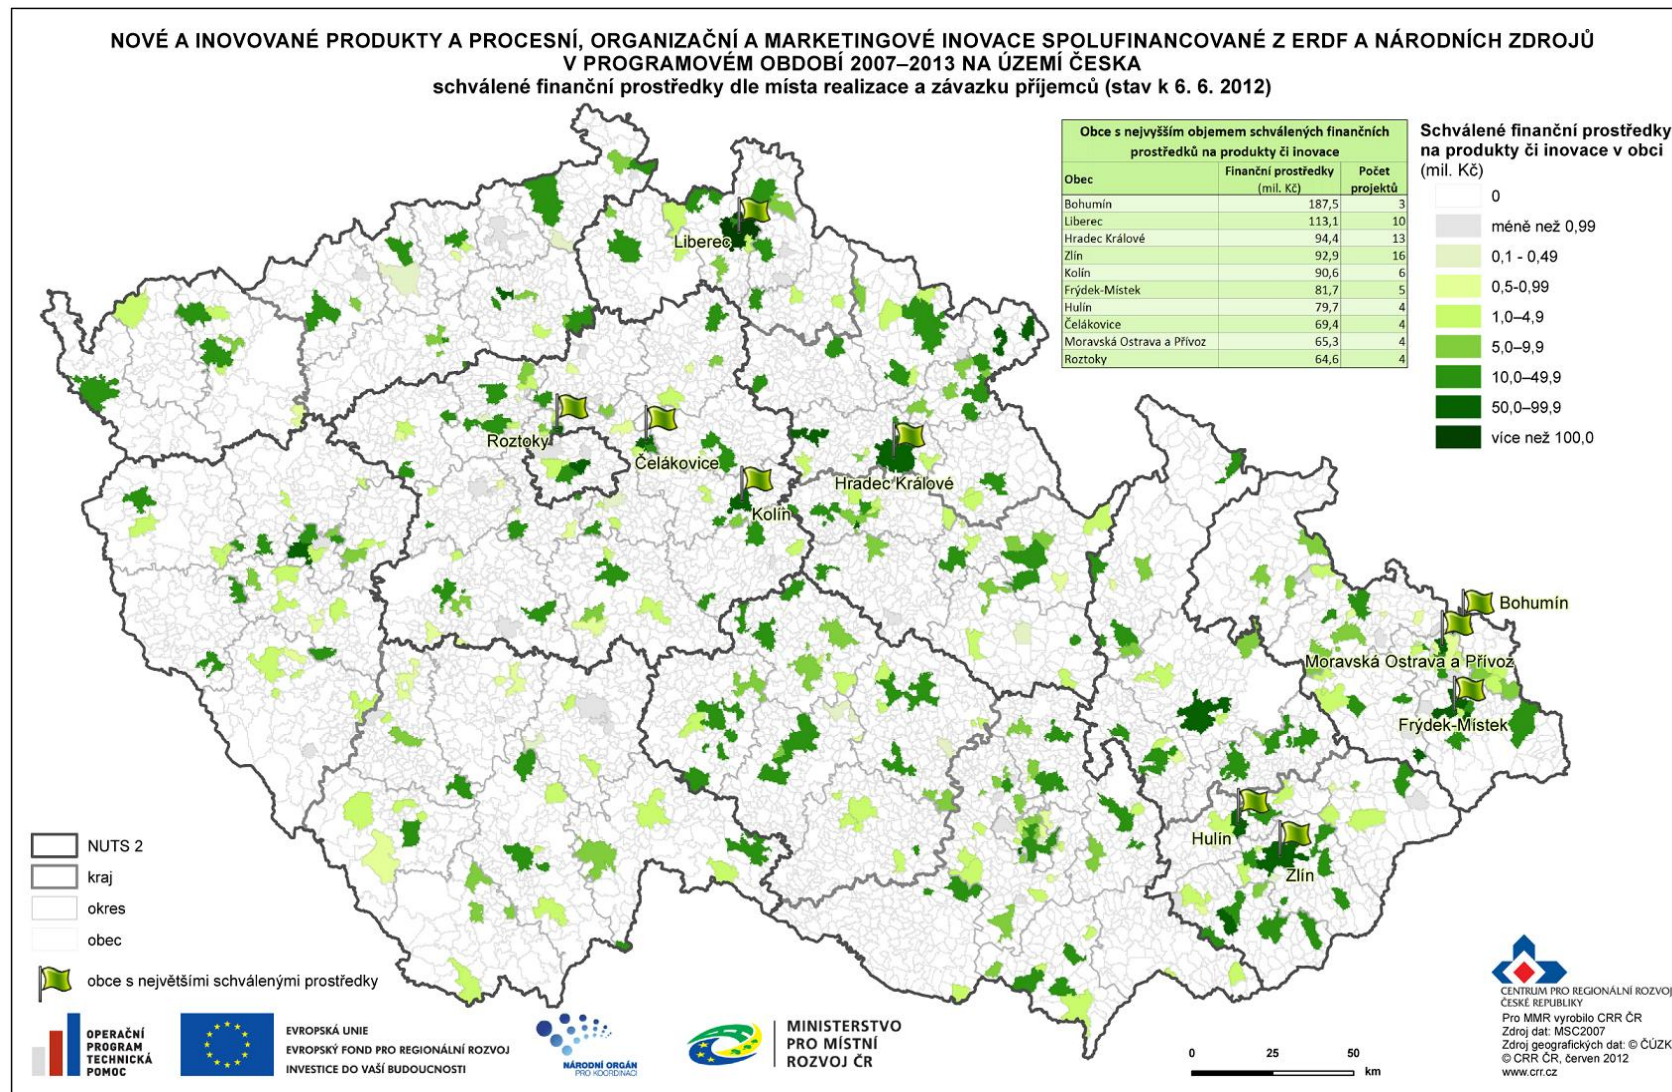 NOVÉ A INOVOVANÉ PRODUKTY A PROCESNÍ, ORGANIZAČNÍ A MARKETINGOVÉ INOVACE SPOLUFINANCOVANÉ Z ERDF A NÁRODNÍCH ZDROJŮ
V PROGRAMOVÉM OBDOBÍ 2007–2013 NA ÚZEMÍ ČESKA
schválené finanční prostředky dle místa realizace a závazku příjemců (stav k 6. 6. 2012)
Obce s nejvyšším objemem schválených finančních
prostředků na produkty či inovace
Obec Finanční prostředky (mil. Kč) Počet projektů
Bohumín 187,5 3
Liberec 113,1 10
Hradec Králové 94,4 13
Zlín 92,9 16
Kolín 90,6 6
Frýdek-Místek 81,7 5
Hulín 79,7 4
Čelákovice 69,4 4
Moravská Ostrava a Přívoz 65,3 4
Roztoky 64,6 4
Schválené finanční prostředky
na produkty či inovace v obci
(mil. Kč)
0
méně než 0,99
0,1 - 0,49
0,5-0,99
1,0–4,9
5,0–9,9
10,0–49,9
50,0–99,9
více než 100,0
Liberec
Roztoky
Čelákovice
Hradec Králové
Kolín
Bohumín
Moravská Ostrava a Přívoz
Frýdek-Místek
Hulín
Zlín
NUTS 2
kraj
okres
obec
obce s největšími schválenými prostředky
OPERAČNÍ
PROGRAM
TECHNICKÁ
POMOC
EVROPSKÁ UNIE
EVROPSKÝ FOND PRO REGIONÁLNÍ ROZVOJ
INVESTICE DO VAŠÍ BUDOUCNOSTI
NÁRODNÍ ORGÁN
PRO KOORDINACI
MINISTERSTVO
PRO MÍSTNÍ
ROZVOJ ČR
0 25 50
km
CENTRUM PRO REGIONÁLNÍ ROZVOJ
ČESKÉ REPUBLIKY
Pro MMR vyrobilo CRR ČR
Zdroj dat: MSC2007
Zdroj geografických dat: © ČÚZK
© CRR ČR, červen 2012
www.crr.cz